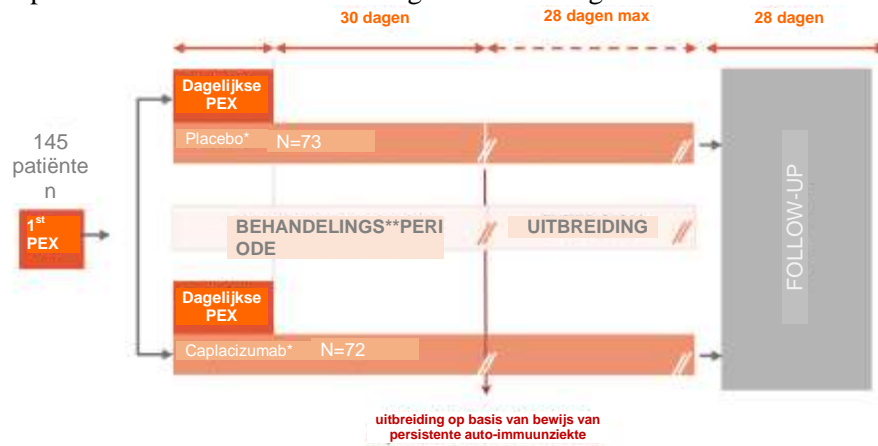 30 dagen
28 dagen max
28 dagen
Dagelijkse
PEX
Placebo* N=73
145
patiënte
n
1st
PEX
BEHANDELINGS**PERI
ODE
UITBREIDING
FOLLOW-UP
Dagelijkse
PEX
Caplacizumab* N=72
uitbreiding op basis van bewijs van
persistente auto-immuunziekte